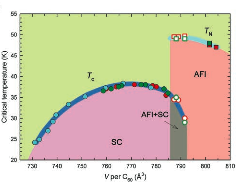 55
50
45
40
35
30
25
20
Critical temperature (K)
T_N
T_c
AFI
AFI+SC
SC
730 740 750 760 770 780 790 800 810
V per C₆₀ (Å³)